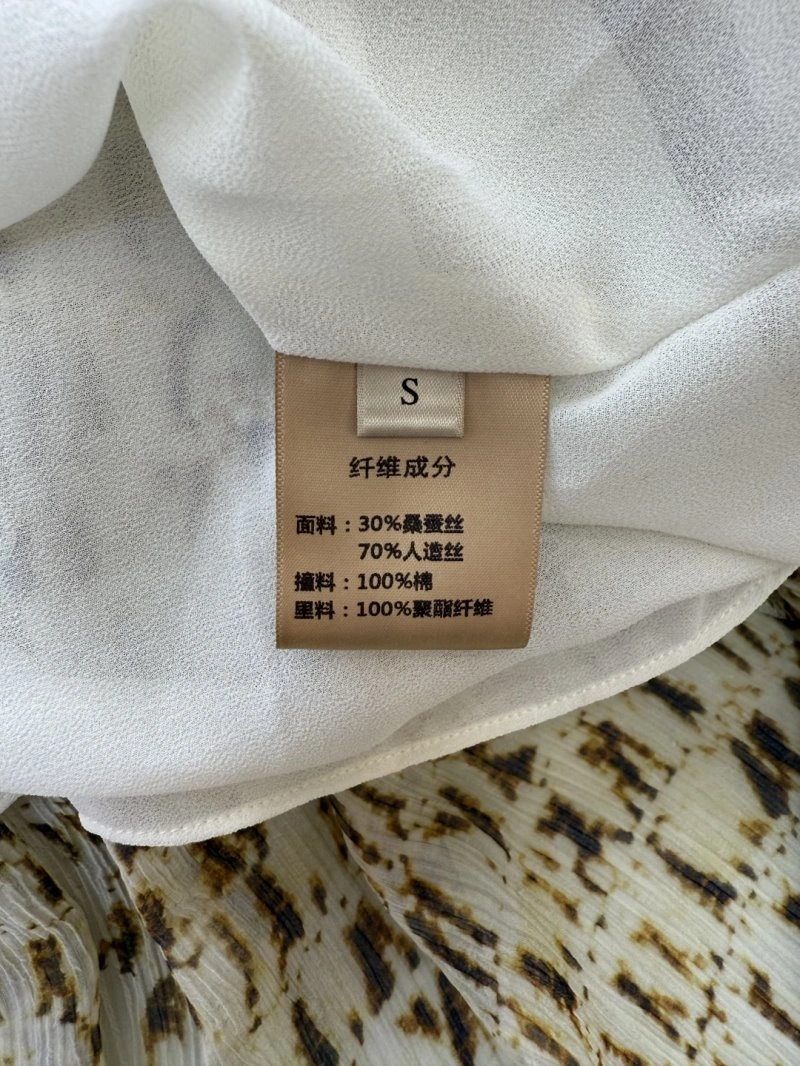 S
纤维成分
面料：30%桑蚕丝
70%人造丝
撞料：100%棉
里料：100%聚酯纤维